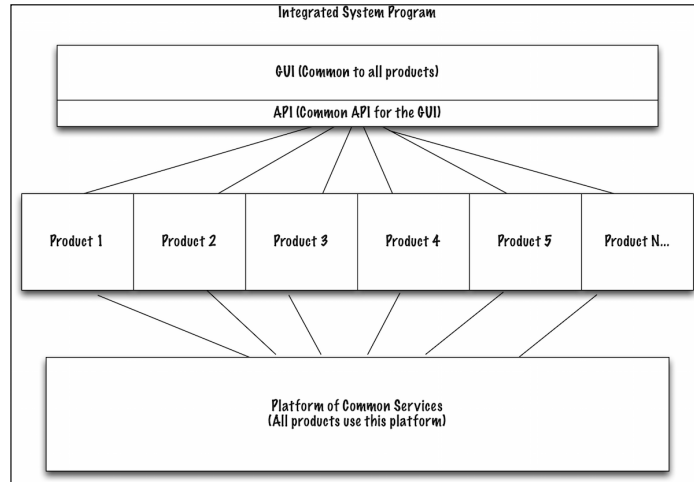 Integrated System Program
GUI (Common to all products)
API (Common API for the GUI)
Product 1
Product 2
Product 3
Product 4
Product 5
Product N...
Platform of Common Services
(All products use this platform)